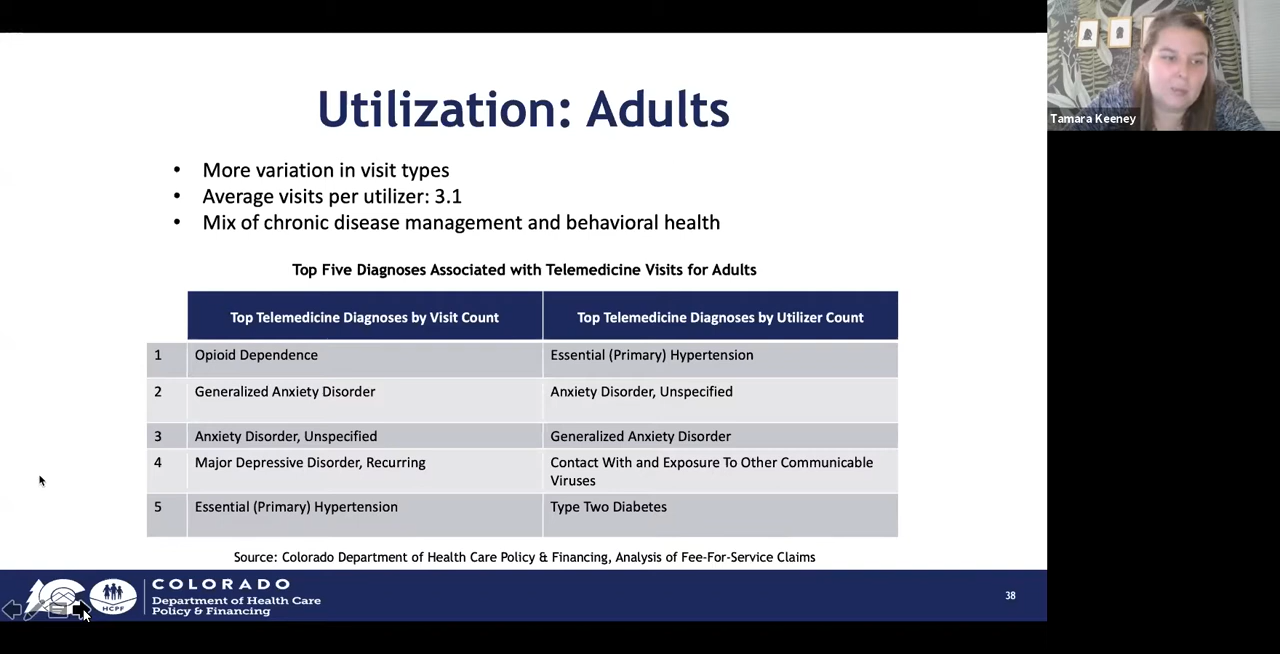 Utilization: Adults
• More variation in visit types
• Average visits per utilizer: 3.1
• Mix of chronic disease management and behavioral health
Top Five Diagnoses Associated with Telemedicine Visits for Adults
Top Telemedicine Diagnoses by Visit Count
Top Telemedicine Diagnoses by Utilizer Count
1 Opioid Dependence Essential (Primary) Hypertension
2 Generalized Anxiety Disorder Anxiety Disorder, Unspecified
3 Anxiety Disorder, Unspecified Generalized Anxiety Disorder
4 Major Depressive Disorder, Recurring Contact With and Exposure To Other Communicable
Viruses
5 Essential (Primary) Hypertension Type Two Diabetes
Source: Colorado Department of Health Care Policy & Financing, Analysis of Fee-For-Service Claims
HCPF
COLORADO
Department of Health Care
Policy & Financing
38
Tamara Keeney